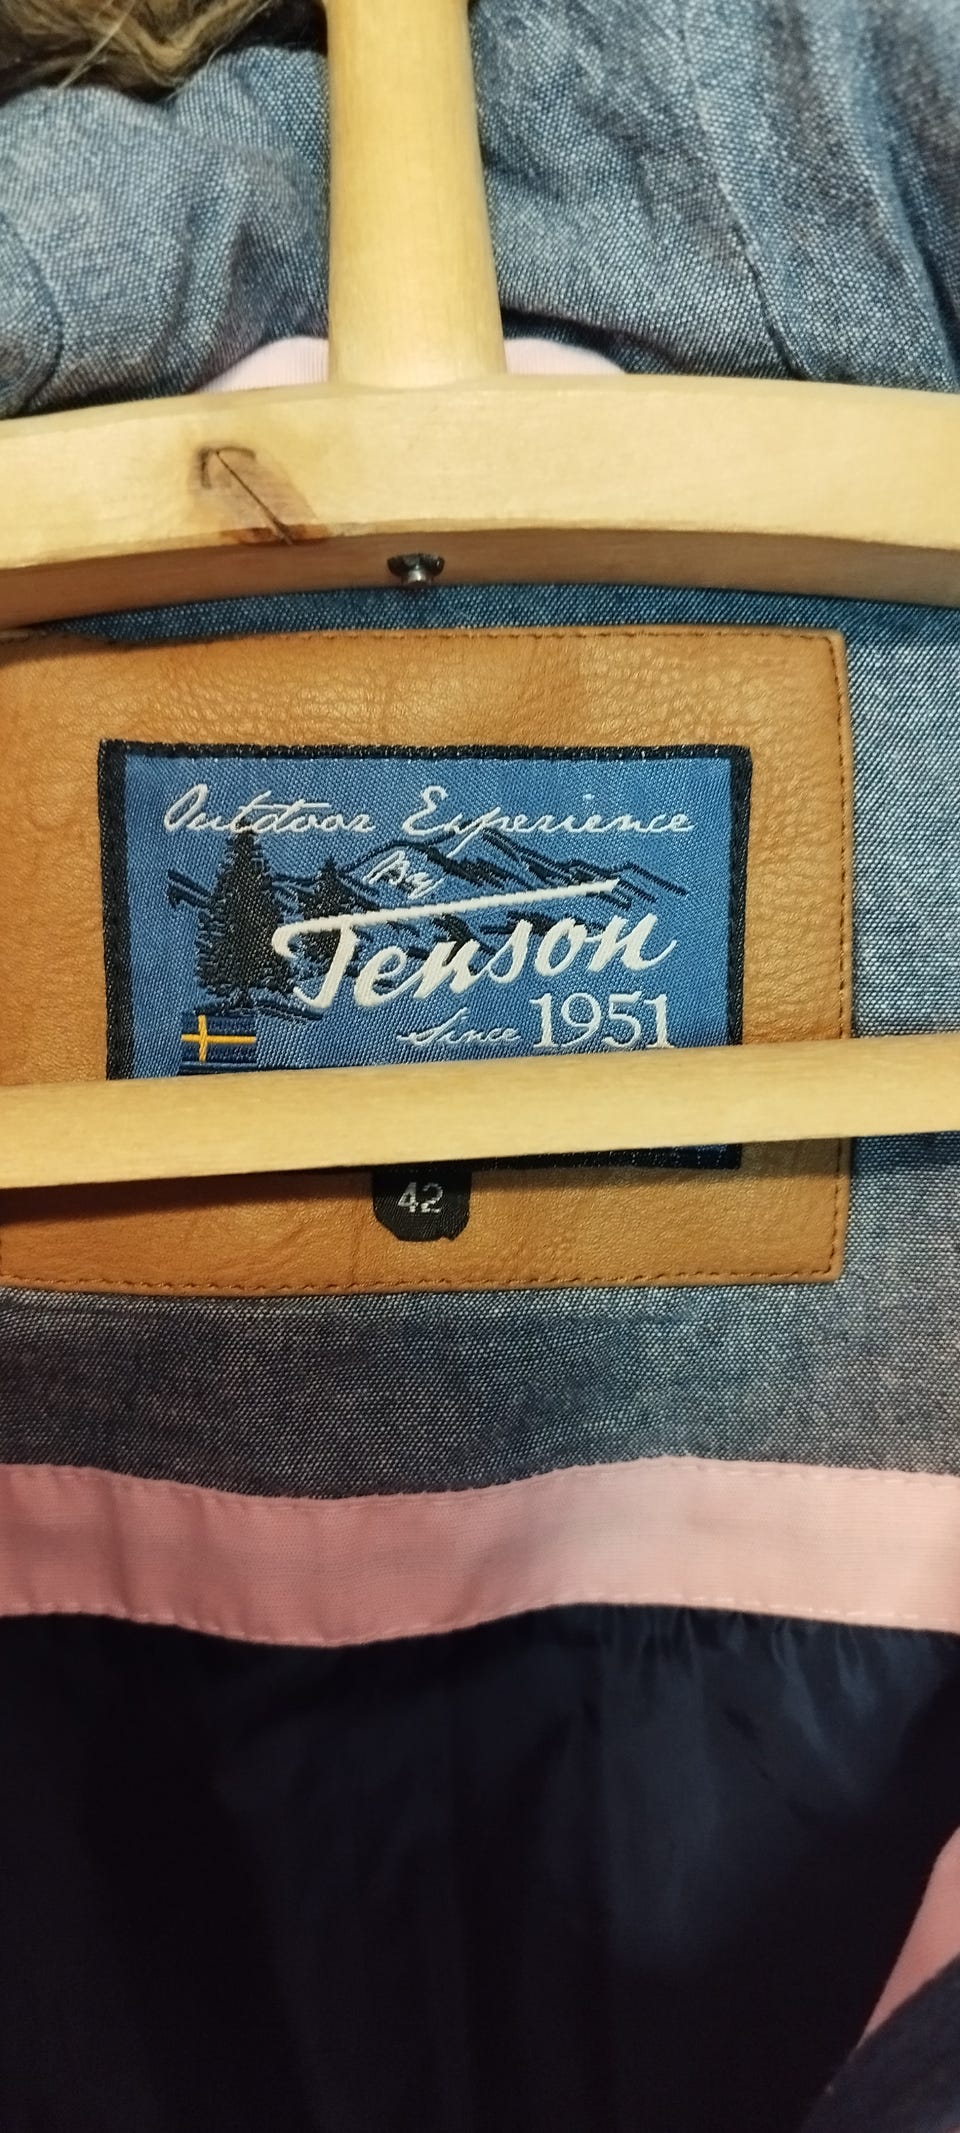 Outdoor Experience
By
Tenson
Since 1951
42